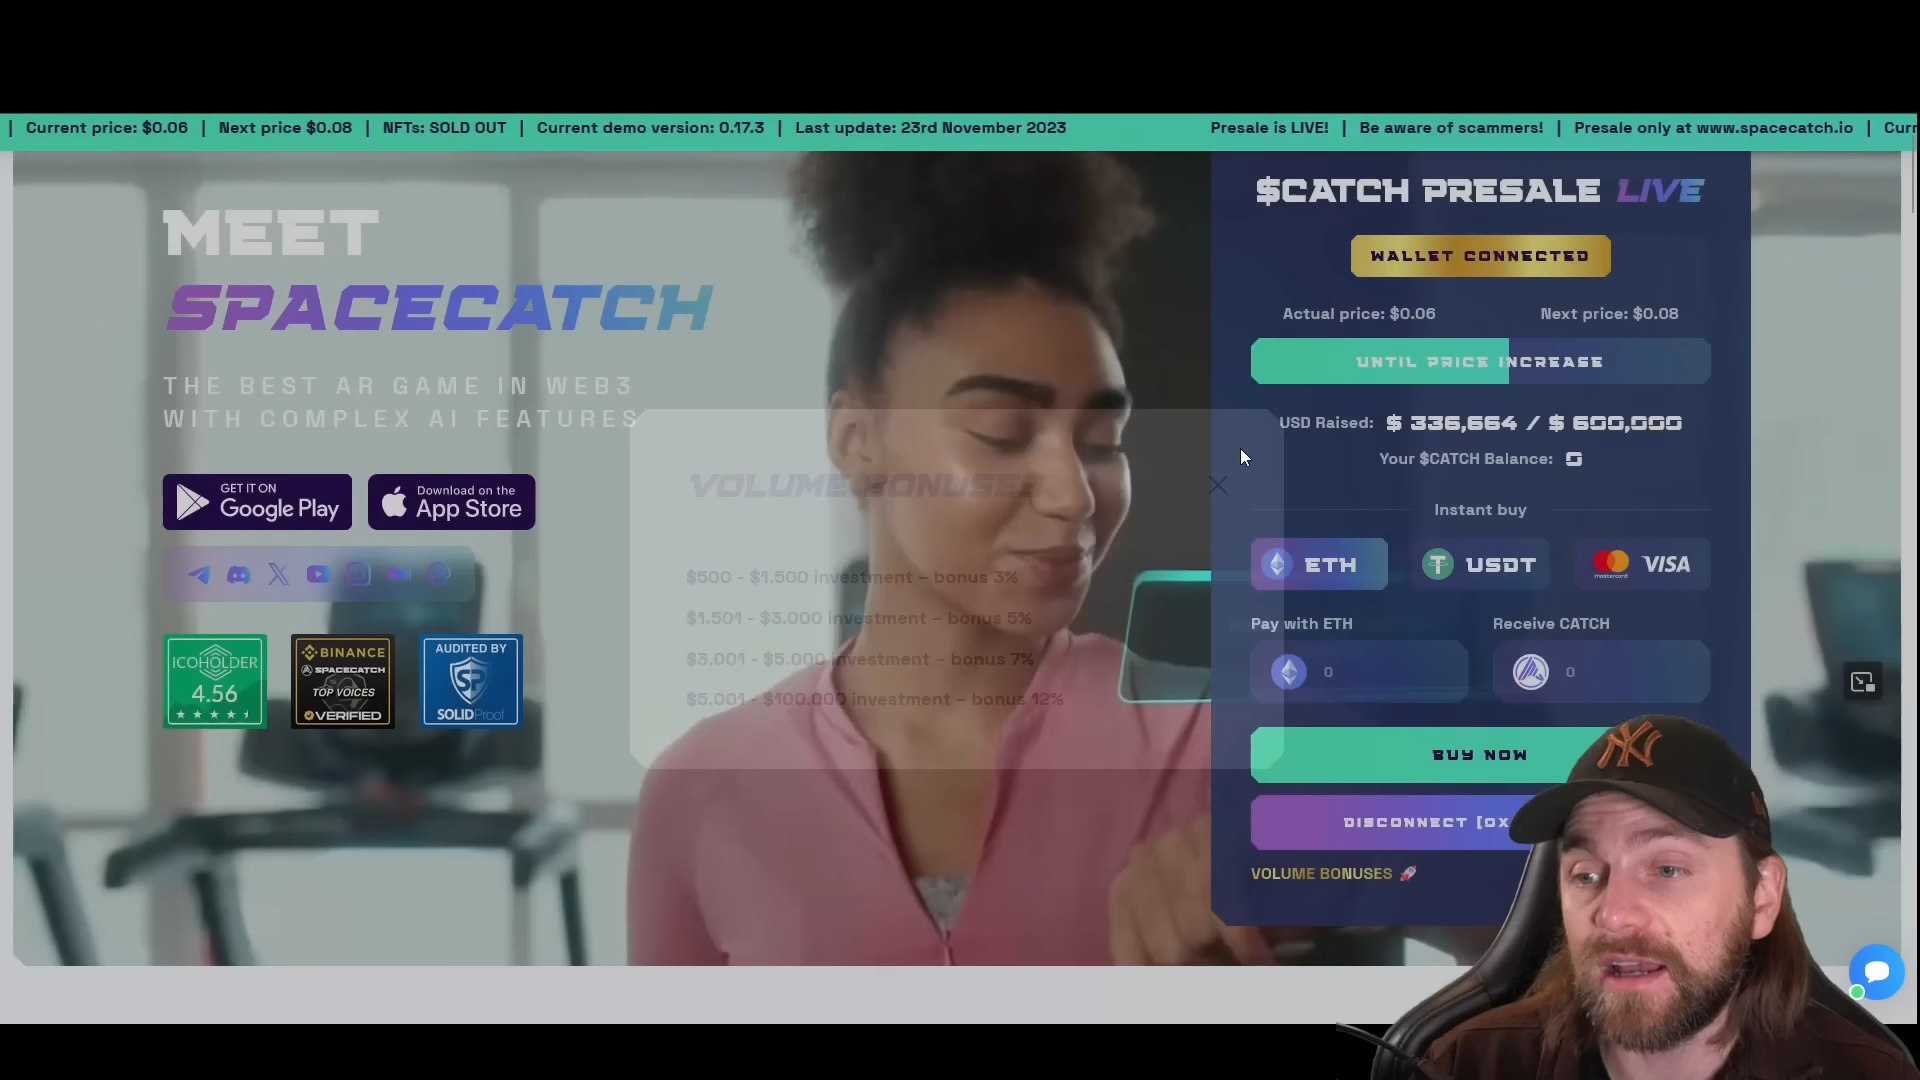 | Current price: $0.06 | Next price $0.08 | NFTs: SOLD OUT | Current demo version: 0.17.3 | Last update: 23rd November 2023 Presale is LIVE! | Be aware of scammers! | Presale only at www.spacecatch.io |
MEET
SPACECATCH
THE BEST AR GAME IN WEB3
WITH COMPLEX AI FEATURES
GET IT ON
Google Play
Download on the
App Store
ICOHOLDER
4.56
BINANCE
SPACECATCH
TOP VOICES
VERIFIED
AUDITED BY
SOLIDProof
VOLUME BONUSES
$500 - $1.500 investment – bonus 3%
$1.501 - $3.000 investment – bonus 5%
$3.001 - $5.000 investment – bonus 7%
$5.001 - $100.000 investment – bonus 12%
$CATCH PRESALE LIVE
WALLET CONNECTED
Actual price: $0.06 Next price: $0.08
UNTIL PRICE INCREASE
USD Raised: $ 336,664 / $ 600,000
Your $CATCH Balance:
Instant buy
ETH
USDT
mastercard
VISA
Pay with ETH
0
Receive CATCH
0
BUY NOW
DISCONNECT [0X
VOLUME BONUSES 🚀
NY